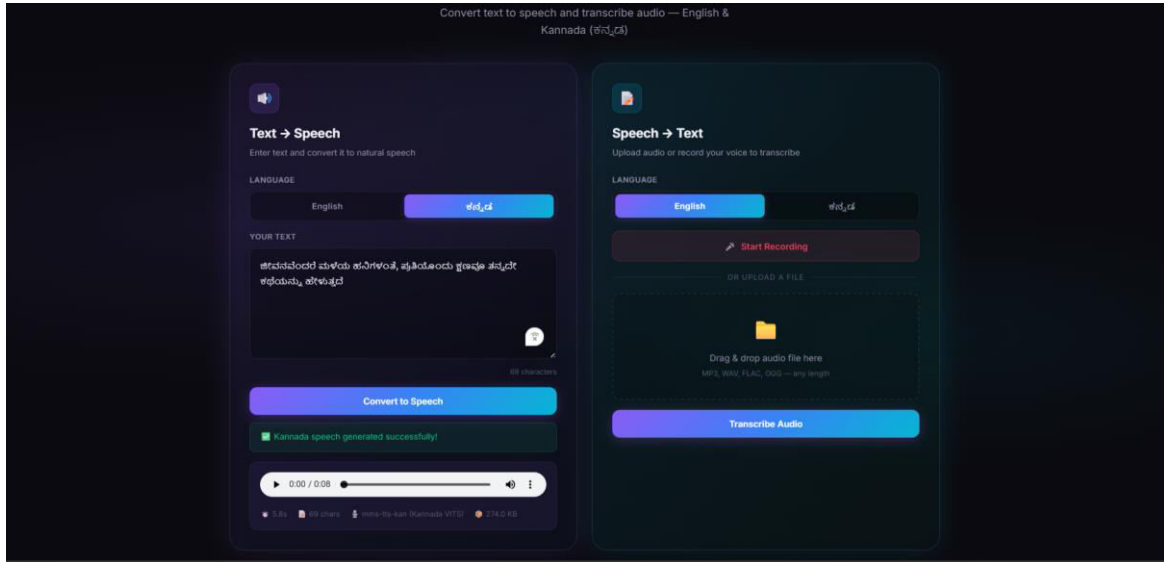 Convert text to speech and transcribe audio — English &
Kannada (ಕನ್ನಡ)
Text → Speech
Enter text and convert it to natural speech
LANGUAGE
English
ಕನ್ನಡ
YOUR TEXT
ಜೀವನವೆಂದರೆ ಮಳೆಯ ಹನಿಗಳಂತೆ, ಪ್ರತಿಯೊಂದು ಕ್ಷಣವೂ ತನ್ನದೇ
ಕಥೆಯನ್ನು ಹೇಳುತ್ತದೆ
69 characters
Convert to Speech
Kannada speech generated successfully!
0:00 / 0:08
5.8s 69 chars mms-tts-kan (Kannada VITS) 274.0 KB
Speech → Text
Upload audio or record your voice to transcribe
LANGUAGE
English
ಕನ್ನಡ
Start Recording
OR UPLOAD A FILE
Drag & drop audio file here
MP3, WAV, FLAC, OGG — any length
Transcribe Audio